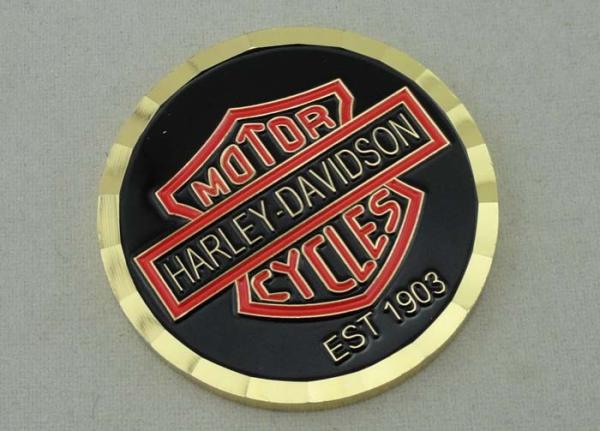 MOTOR
HARLEY-DAVIDSON
CYCLES
EST 1903